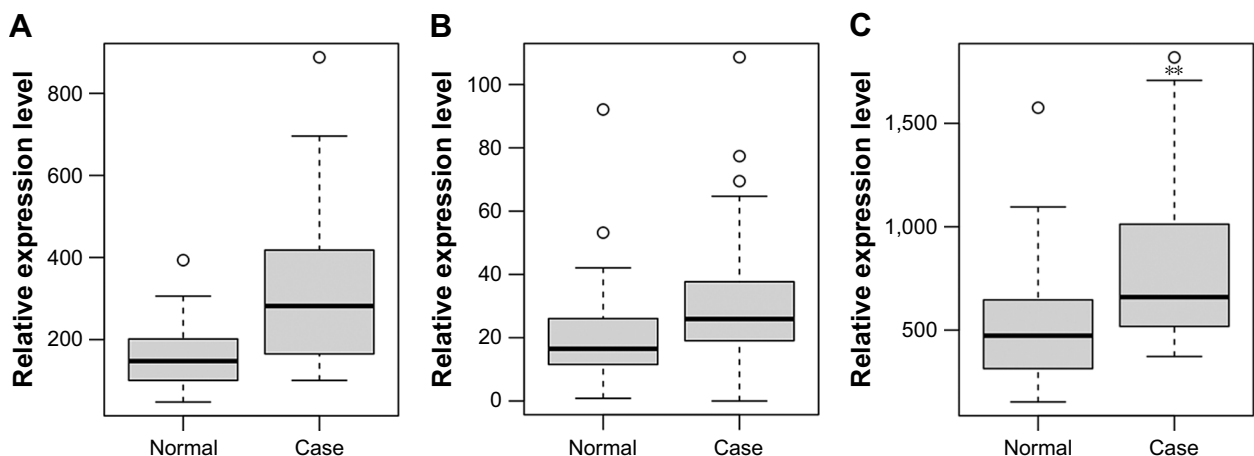 A
Relative expression level
800
600
400
200
Normal Case
B
Relative expression level
100
80
60
40
20
0
Normal Case
C
Relative expression level
1,500
1,000
500
**
Normal Case